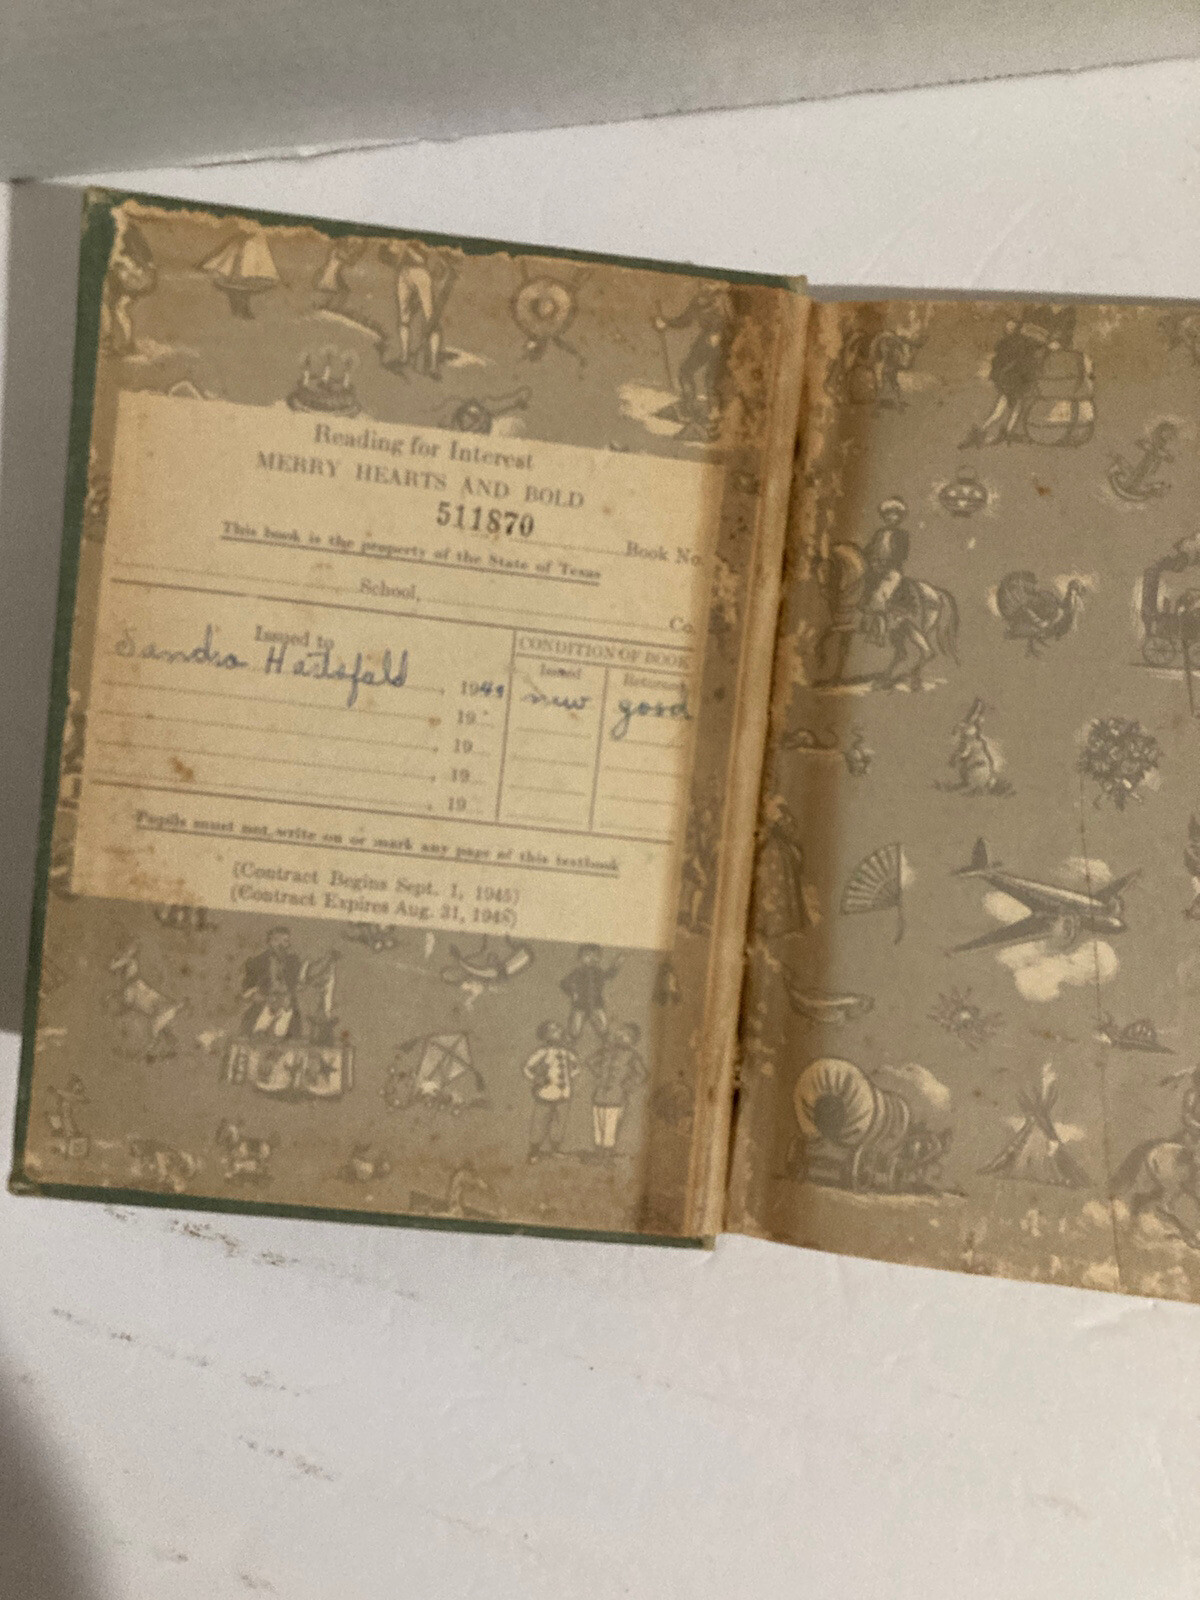 Reading for Interest
MERRY HEARTS AND BOLD
511870
Book No.
This book is the property of the State of Texas
School, Co.
Issued to
CONDITION OF BOOK
Issued Returned
Sandra 19 new good
19
19
19
19
Pupils must not write on or mark any page of this textbook
(Contract Begins Sept. 1, 1945)
(Contract Expires Aug. 31,